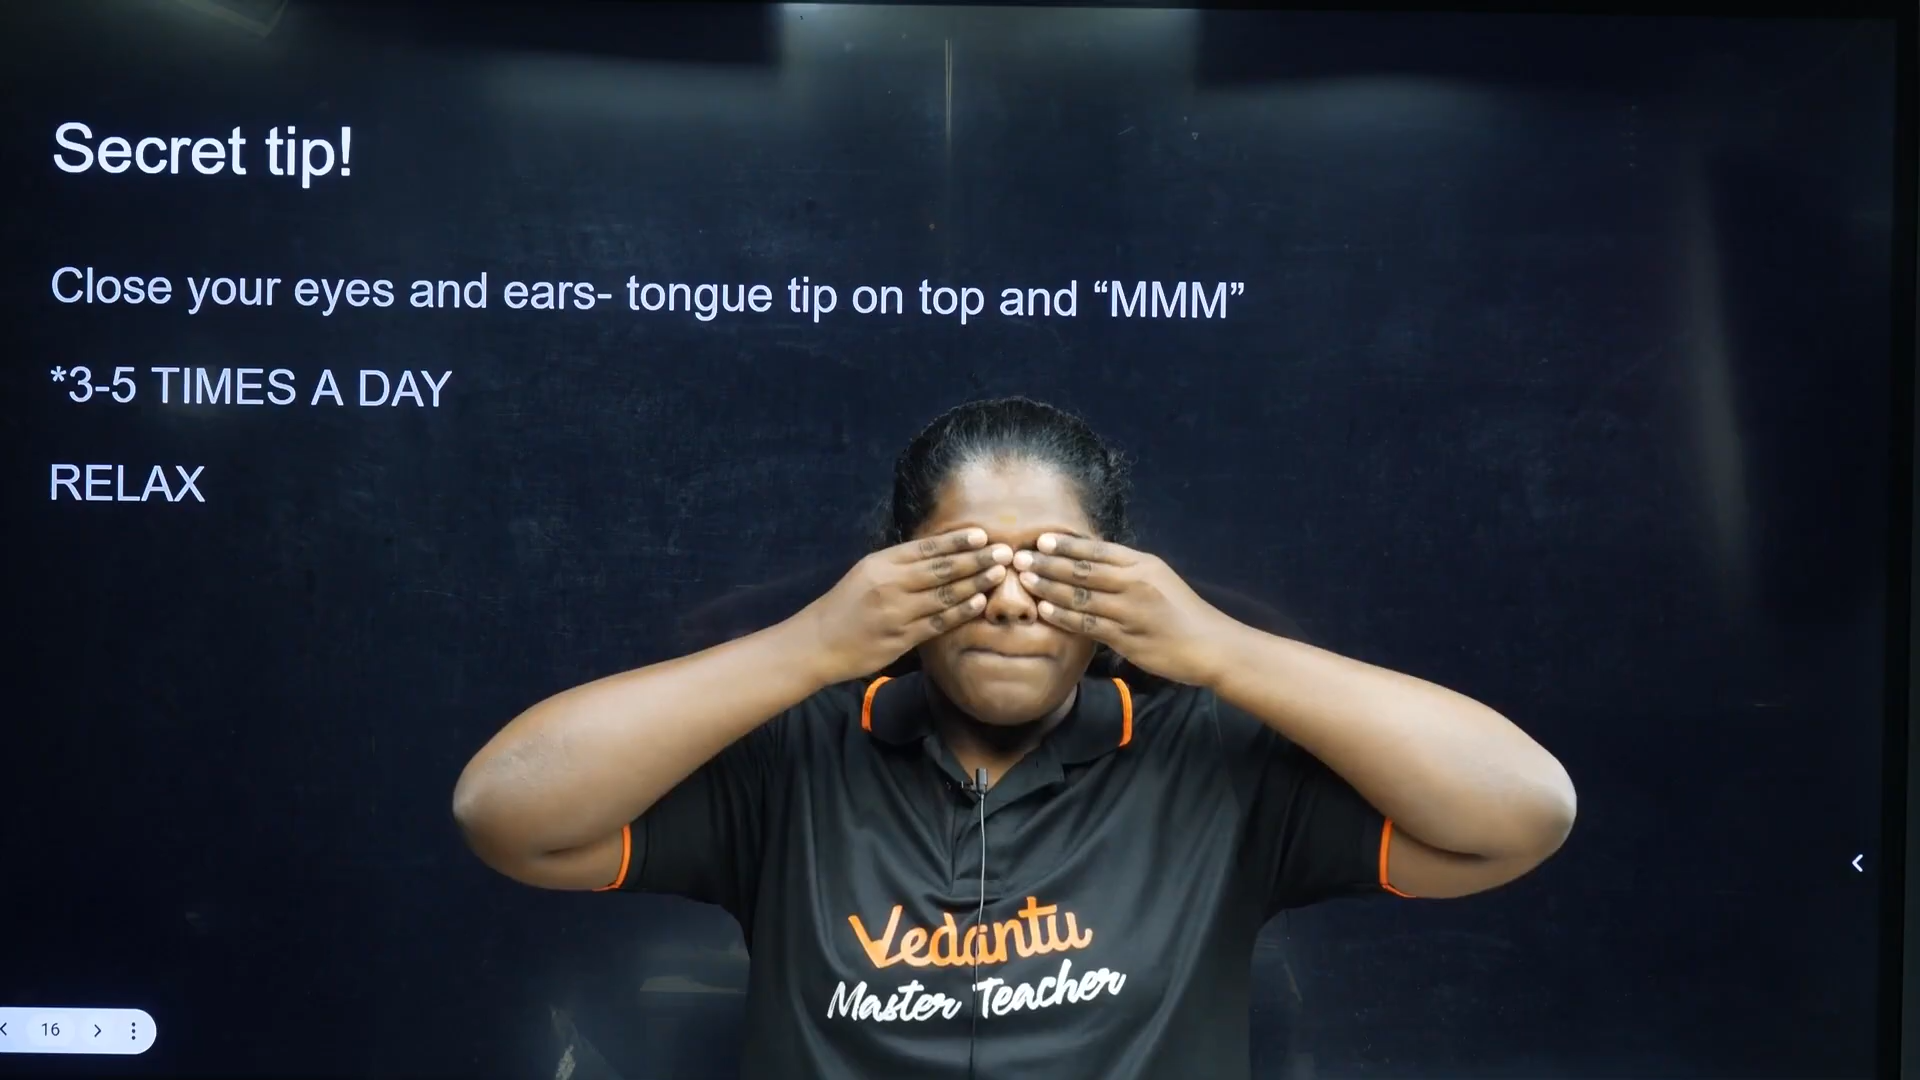 Secret tip!
Close your eyes and ears- tongue tip on top and “MMM”
*3-5 TIMES A DAY
RELAX
Vedantu
Master Teacher
16